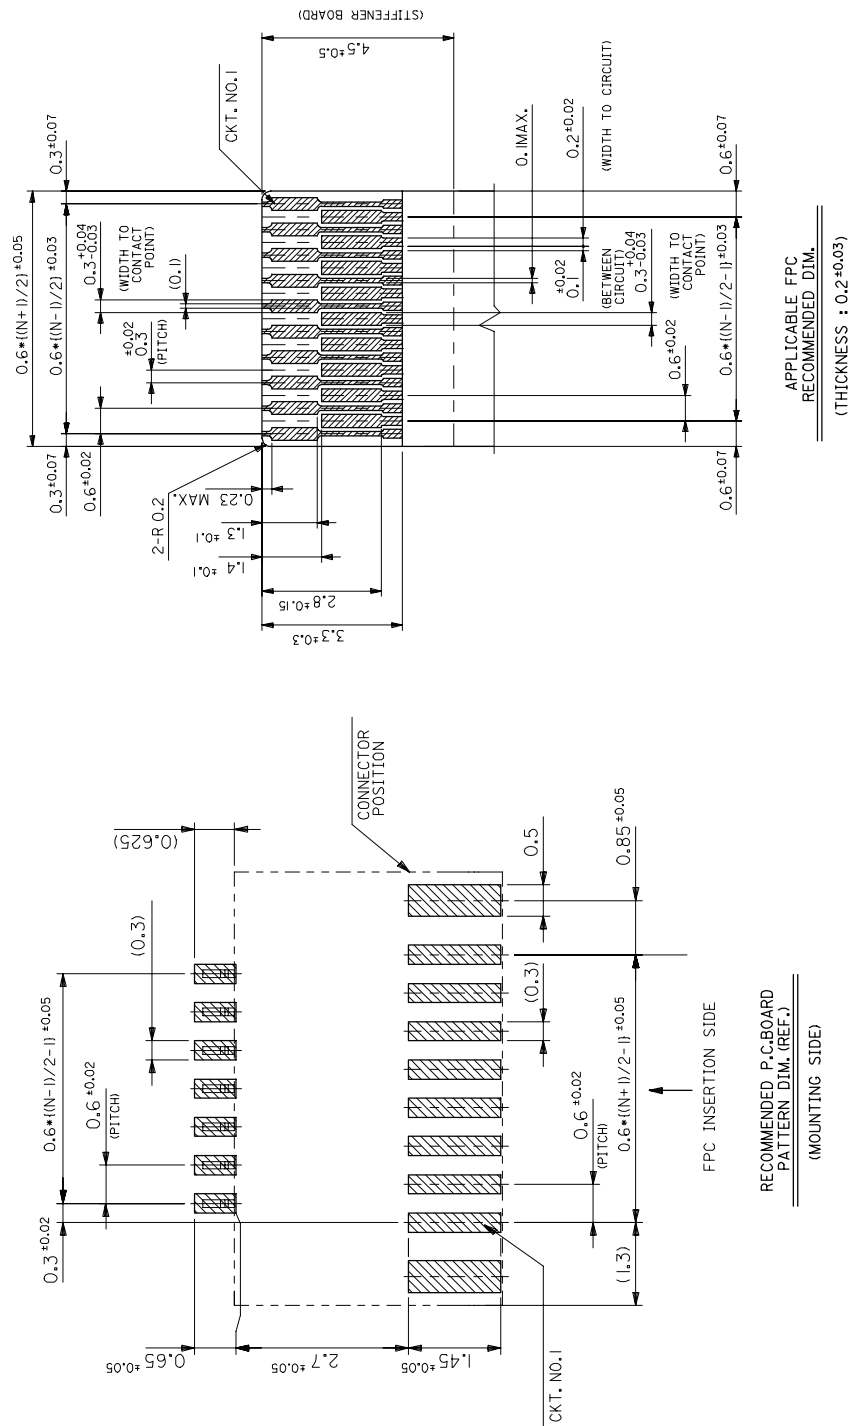 (STIFFENER BOARD)
4.5±0.5
CKT. NO.1
0.3±0.07
0.6*{(N+1)/2}±0.05
0.6*{(N-1)/2}±0.03
0.3+0.04-0.03
(WIDTH TO
CONTACT
POINT)
(0.1)
±0.02
0.3
(PITCH)
0.6±0.02
0.3±0.07
2-R 0.2
0.23 MAX.
1.3±0.1
1.4±0.1
2.8±0.15
3.3±0.3
0.1MAX.
0.2±0.02
(WIDTH TO CIRCUIT)
±0.02
0.1
(BETWEEN
CIRCUIT)
0.3+0.04-0.03
(WIDTH TO
CONTACT
POINT)
0.6±0.02
0.6±0.07
0.6*{(N-1)/2-1}±0.03
0.6±0.07
APPLICABLE FPC
RECOMMENDED DIM.
(THICKNESS : 0.2±0.03)
CONNECTOR
POSITION
(0.625)
(0.3)
0.6*{(N-1)/2-1}±0.05
0.6±0.02
(PITCH)
0.3±0.02
0.65±0.05
2.7±0.05
1.45±0.05
CKT. NO.1
0.5
0.85±0.05
(0.3)
0.6±0.02
(PITCH)
0.6*{(N+1)/2-1}±0.05
(1.3)
FPC INSERTION SIDE
RECOMMENDED P.C.BOARD
PATTERN DIM.(REF.)
(MOUNTING SIDE)